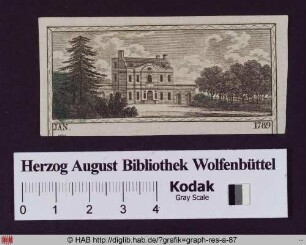 JAN. 1789
Herzog August Bibliothek Wolfenbüttel
0 1 2 3 4
Kodak
Gray Scale
© HAB http://diglib.hab.de/?grafik=graph-res-a-87